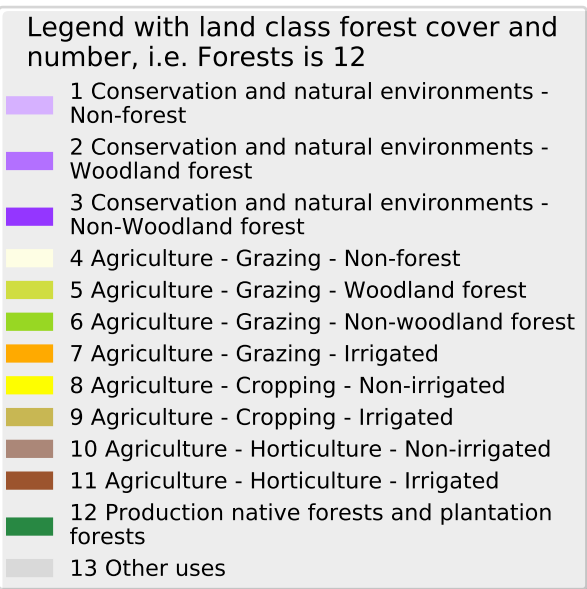 Legend with land class forest cover and
number, i.e. Forests is 12
1 Conservation and natural environments -
Non-forest
2 Conservation and natural environments -
Woodland forest
3 Conservation and natural environments -
Non-Woodland forest
4 Agriculture - Grazing - Non-forest
5 Agriculture - Grazing - Woodland forest
6 Agriculture - Grazing - Non-woodland forest
7 Agriculture - Grazing - Irrigated
8 Agriculture - Cropping - Non-irrigated
9 Agriculture - Cropping - Irrigated
10 Agriculture - Horticulture - Non-irrigated
11 Agriculture - Horticulture - Irrigated
12 Production native forests and plantation
forests
13 Other uses